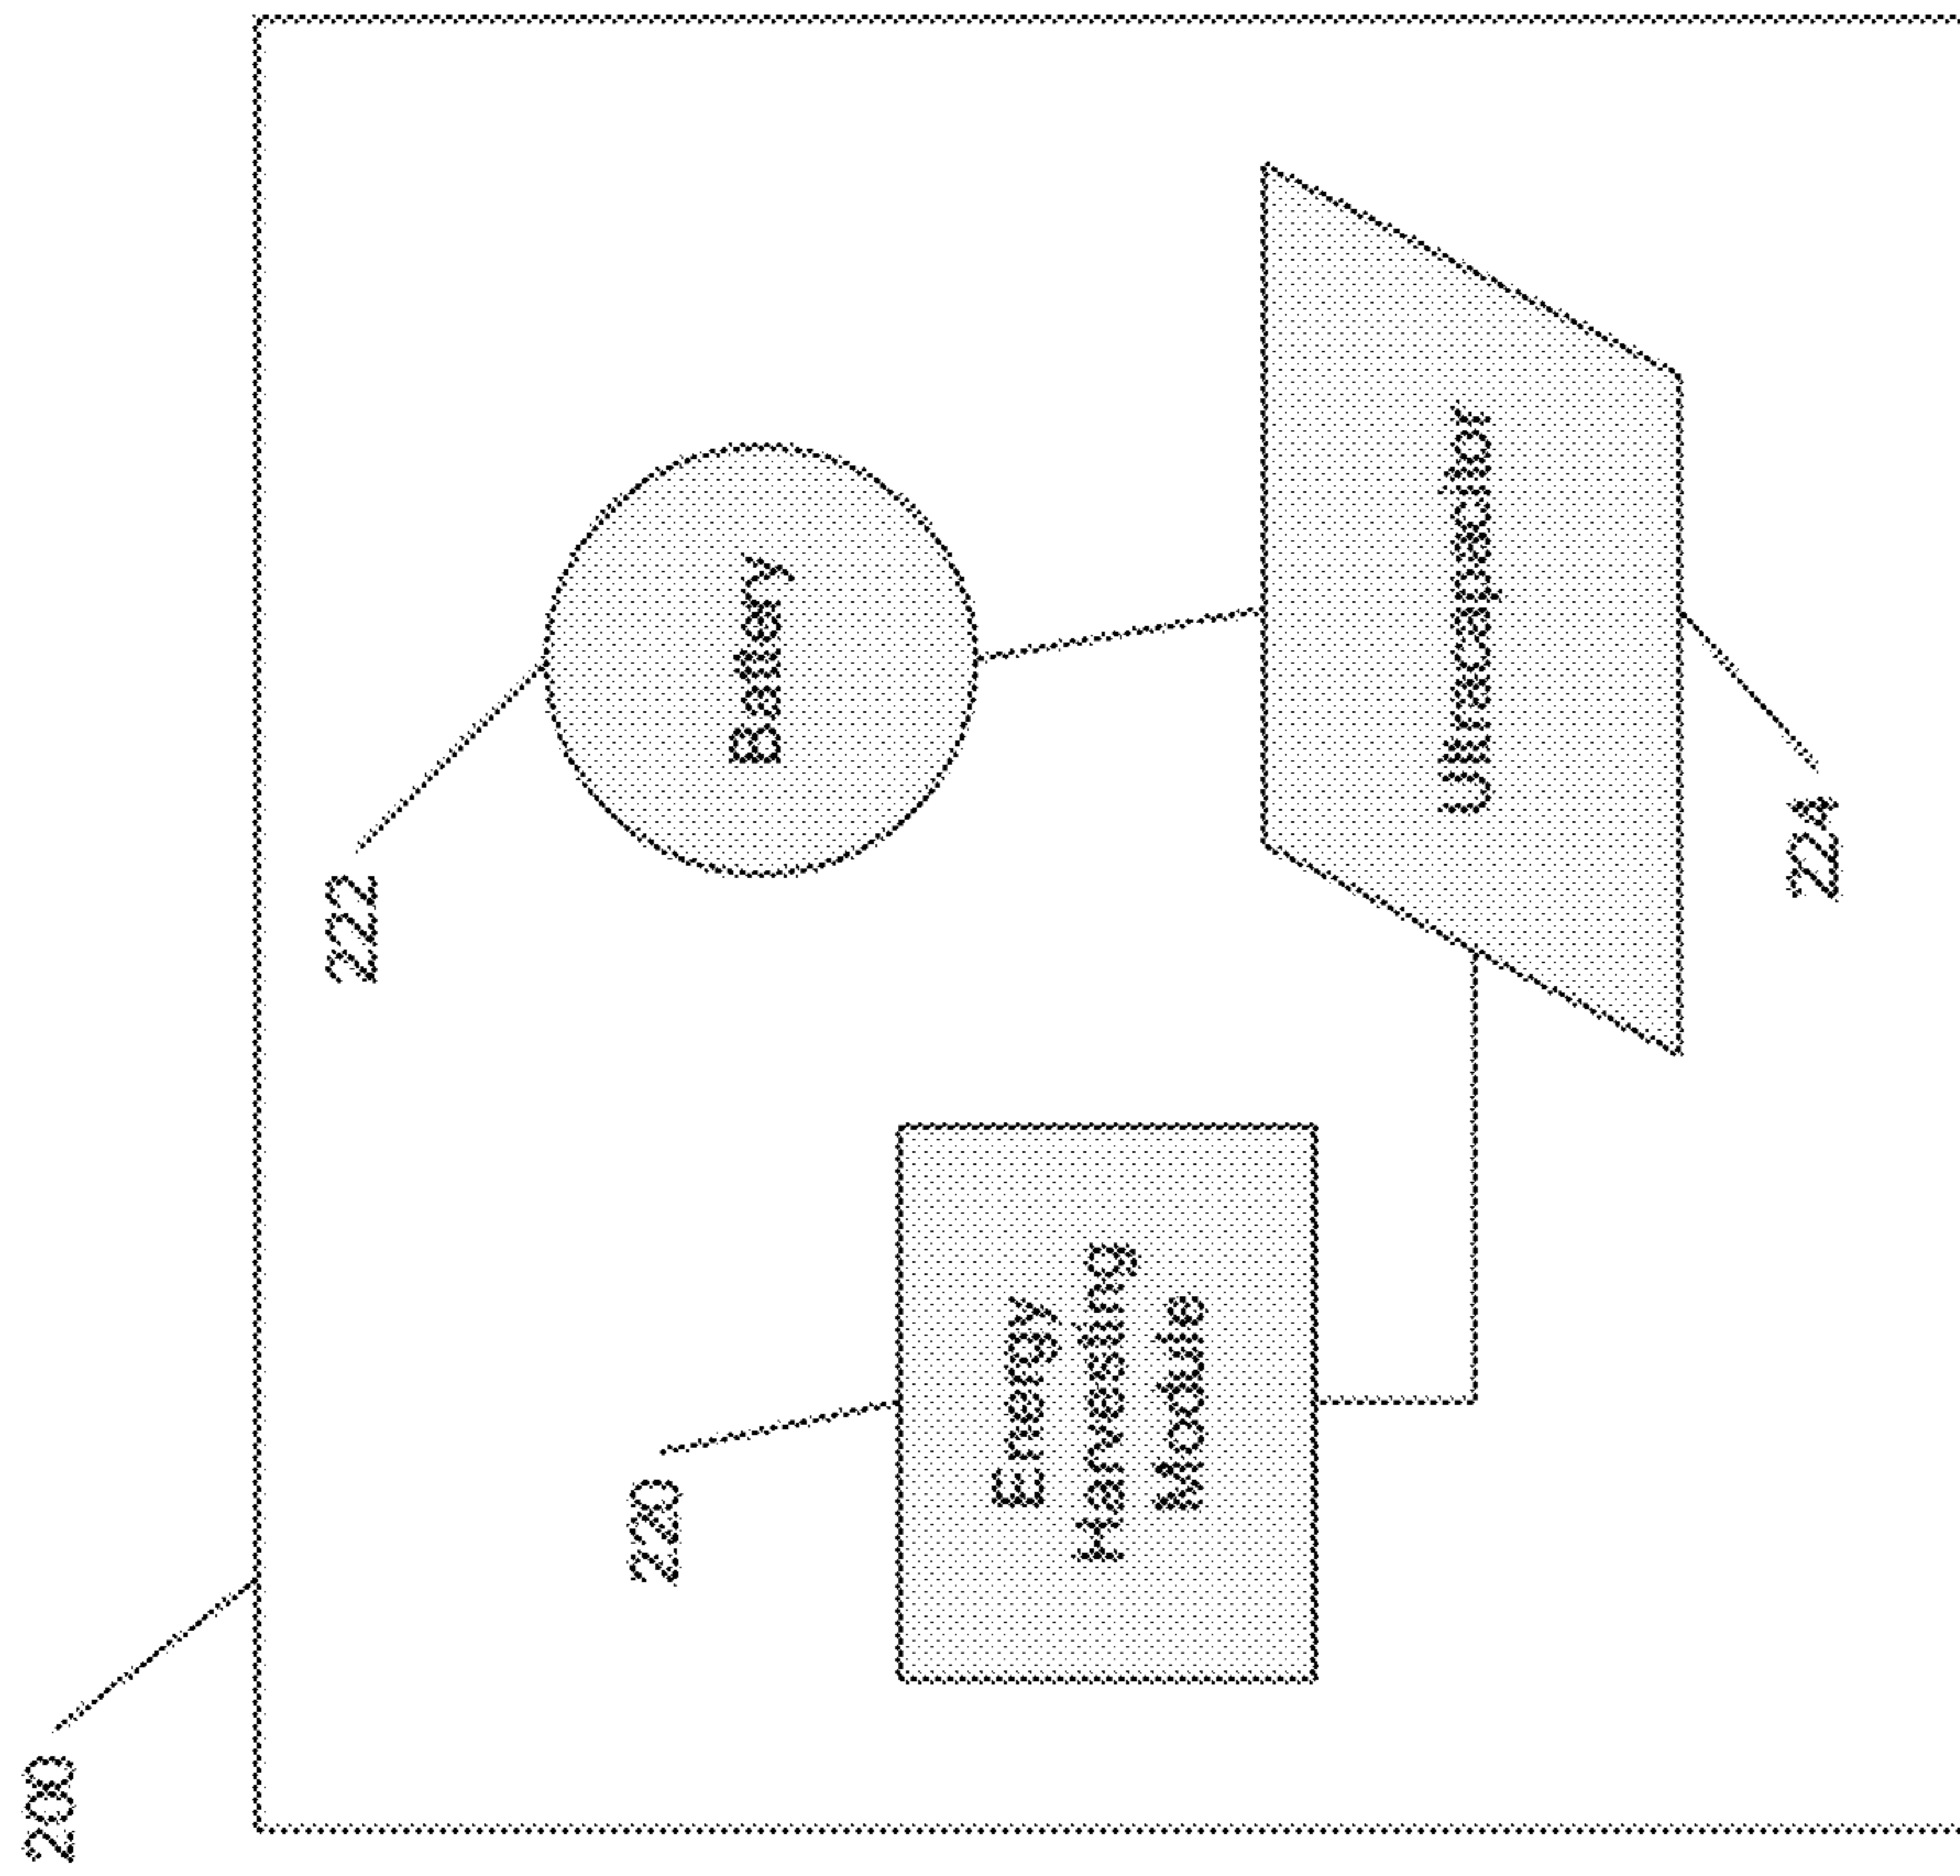 200
220
Energy
Harvesting
Module
222
Battery
Ultracapacitor
224